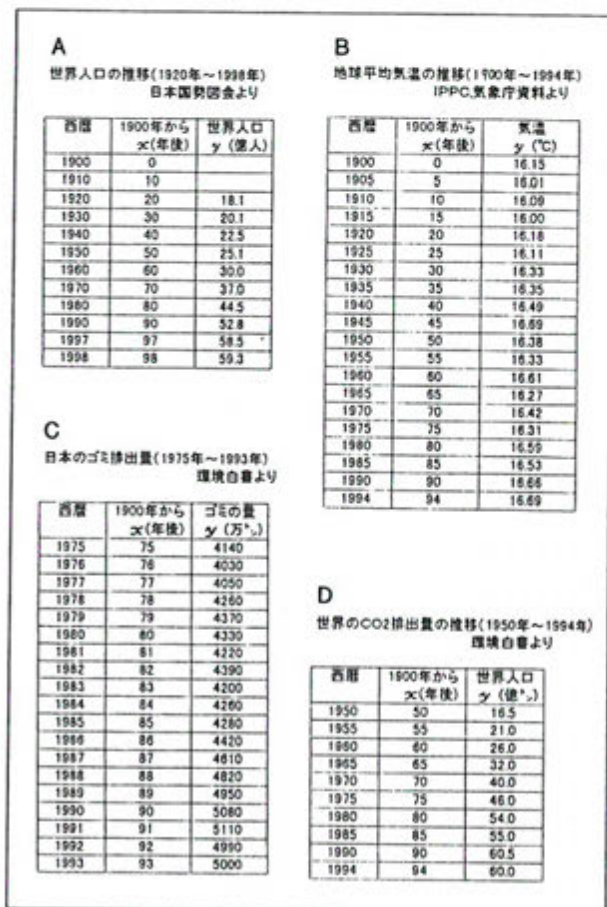 A
世界人口の推移(1920年～1998年)
日本国勢図会より
西暦 1900年から x(年後) 世界人口 y (億人)
1900 0
1910 10
1920 20 18.1
1930 30 20.1
1940 40 22.5
1950 50 25.1
1960 60 30.0
1970 70 37.0
1980 80 44.5
1990 90 52.8
1997 97 58.5
1998 98 59.3
B
地球平均気温の推移(1900年～1994年)
IPPC,気象庁資料より
西暦 1900年から x(年後) 気温 y (℃)
1900 0 16.15
1905 5 16.01
1910 10 16.09
1915 15 16.00
1920 20 16.18
1925 25 16.11
1930 30 16.33
1935 35 16.35
1940 40 16.49
1945 45 16.69
1950 50 16.38
1955 55 16.33
1960 60 16.61
1965 65 16.27
1970 70 16.42
1975 75 16.31
1980 80 16.59
1985 85 16.53
1990 90 16.66
1994 94 16.69
C
日本のゴミ排出量(1975年～1993年)
環境白書より
西暦 1900年から x(年後) ゴミの量 y (万㌧)
1975 75 4140
1976 76 4030
1977 77 4050
1978 78 4260
1979 79 4370
1980 80 4330
1981 81 4220
1982 82 4390
1983 83 4200
1984 84 4260
1985 85 4280
1986 86 4420
1987 87 4610
1988 88 4820
1989 89 4950
1990 90 5080
1991 91 5110
1992 92 4990
1993 93 5000
D
世界のCO2排出量の推移(1950年～1994年)
環境白書より
西暦 1900年から x(年後) 世界人口 y (億㌧)
1950 50 16.5
1955 55 21.0
1960 60 26.0
1965 65 32.0
1970 70 40.0
1975 75 46.0
1980 80 54.0
1985 85 55.0
1990 90 60.5
1994 94 60.0